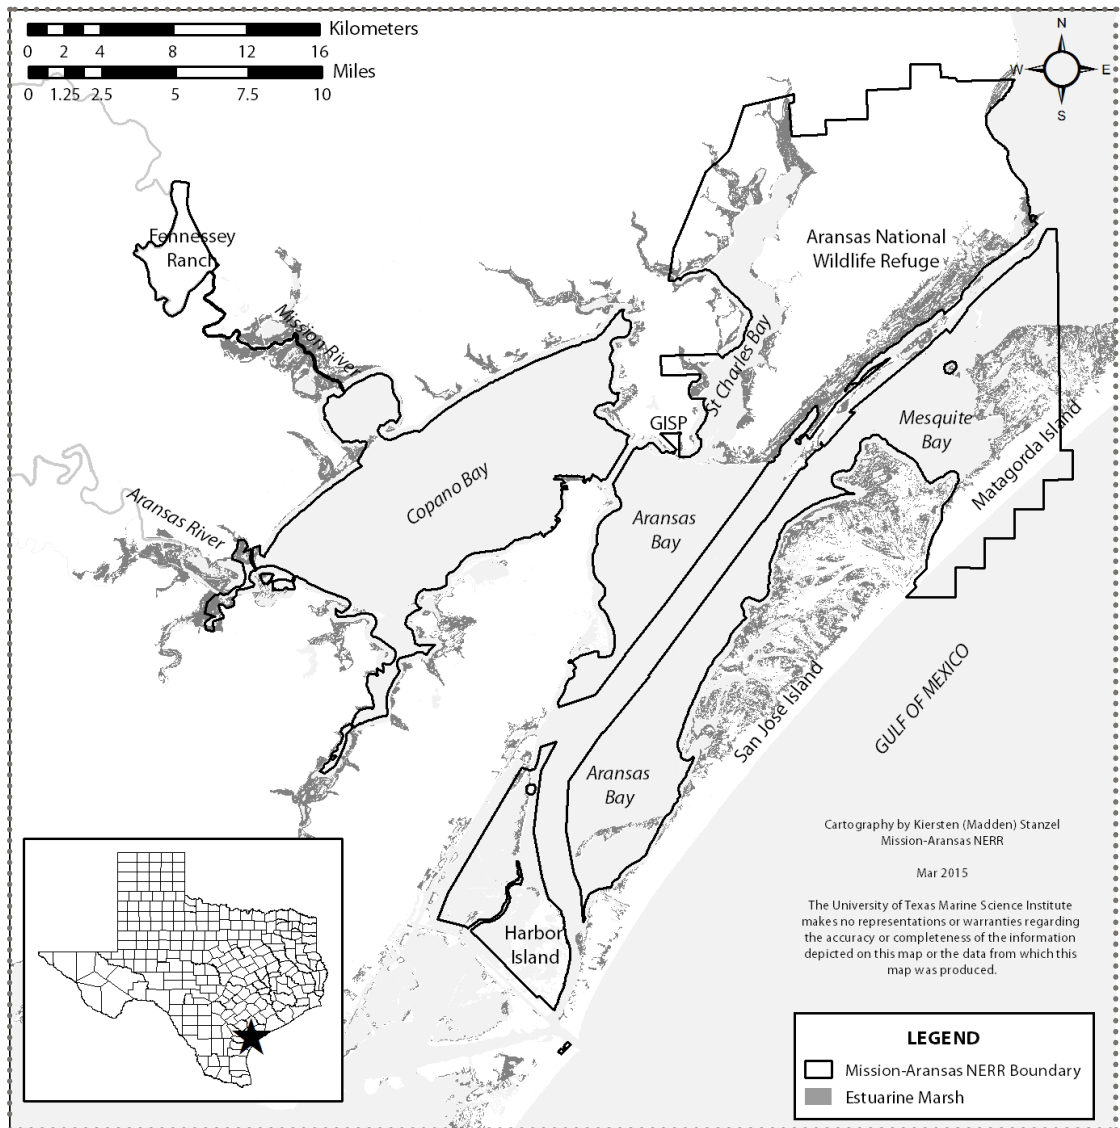 Kilometers
0 2 4 8 12 16
Miles
0 1.25 2.5 5 7.5 10
N
W E
S
Fennessey
Ranch
Mission River
Aransas National
Wildlife Refuge
St Charles Bay
GISP
Mesquite
Bay
Matagorda Island
Copano Bay
Aransas River
Aransas
Bay
San Jose Island
GULF OF MEXICO
Aransas
Bay
Harbor
Island
Cartography by Kiersten (Madden) Stanzel
Mission-Aransas NERR
Mar 2015
The University of Texas Marine Science Institute
makes no representations or warranties regarding
the accuracy or completeness of the information
depicted on this map or the data from which this
map was produced.
LEGEND
Mission-Aransas NERR Boundary
Estuarine Marsh